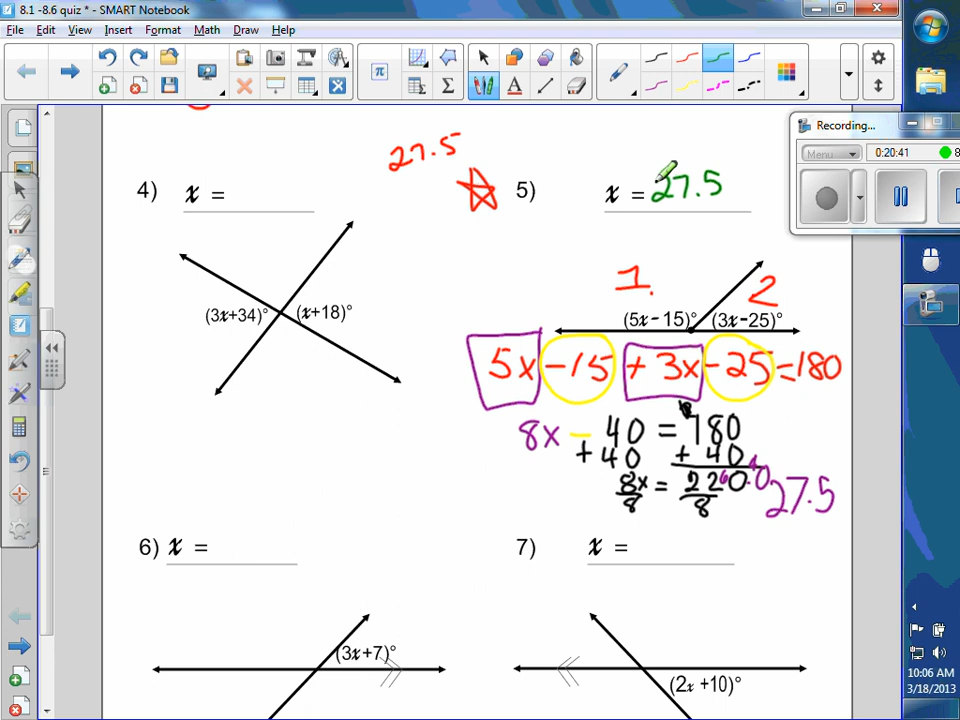 8.1 -8.6 quiz * - SMART Notebook
File Edit View Insert Format Math Draw Help
Recording...
Menu
00:20:41
8
27.5
4) x =
5) x = 27.5
(3x+34)° (x+18)°
1. 2
(5x-15)° (3x-25)°
5x -15 + 3x -25 = 180
8x - 40 = 180
+40 + 40
8x = 220.0 27.5
8 8
6) x =
7) x =
(3x+7)°
(2x +10)°
10:06 AM
3/18/2013